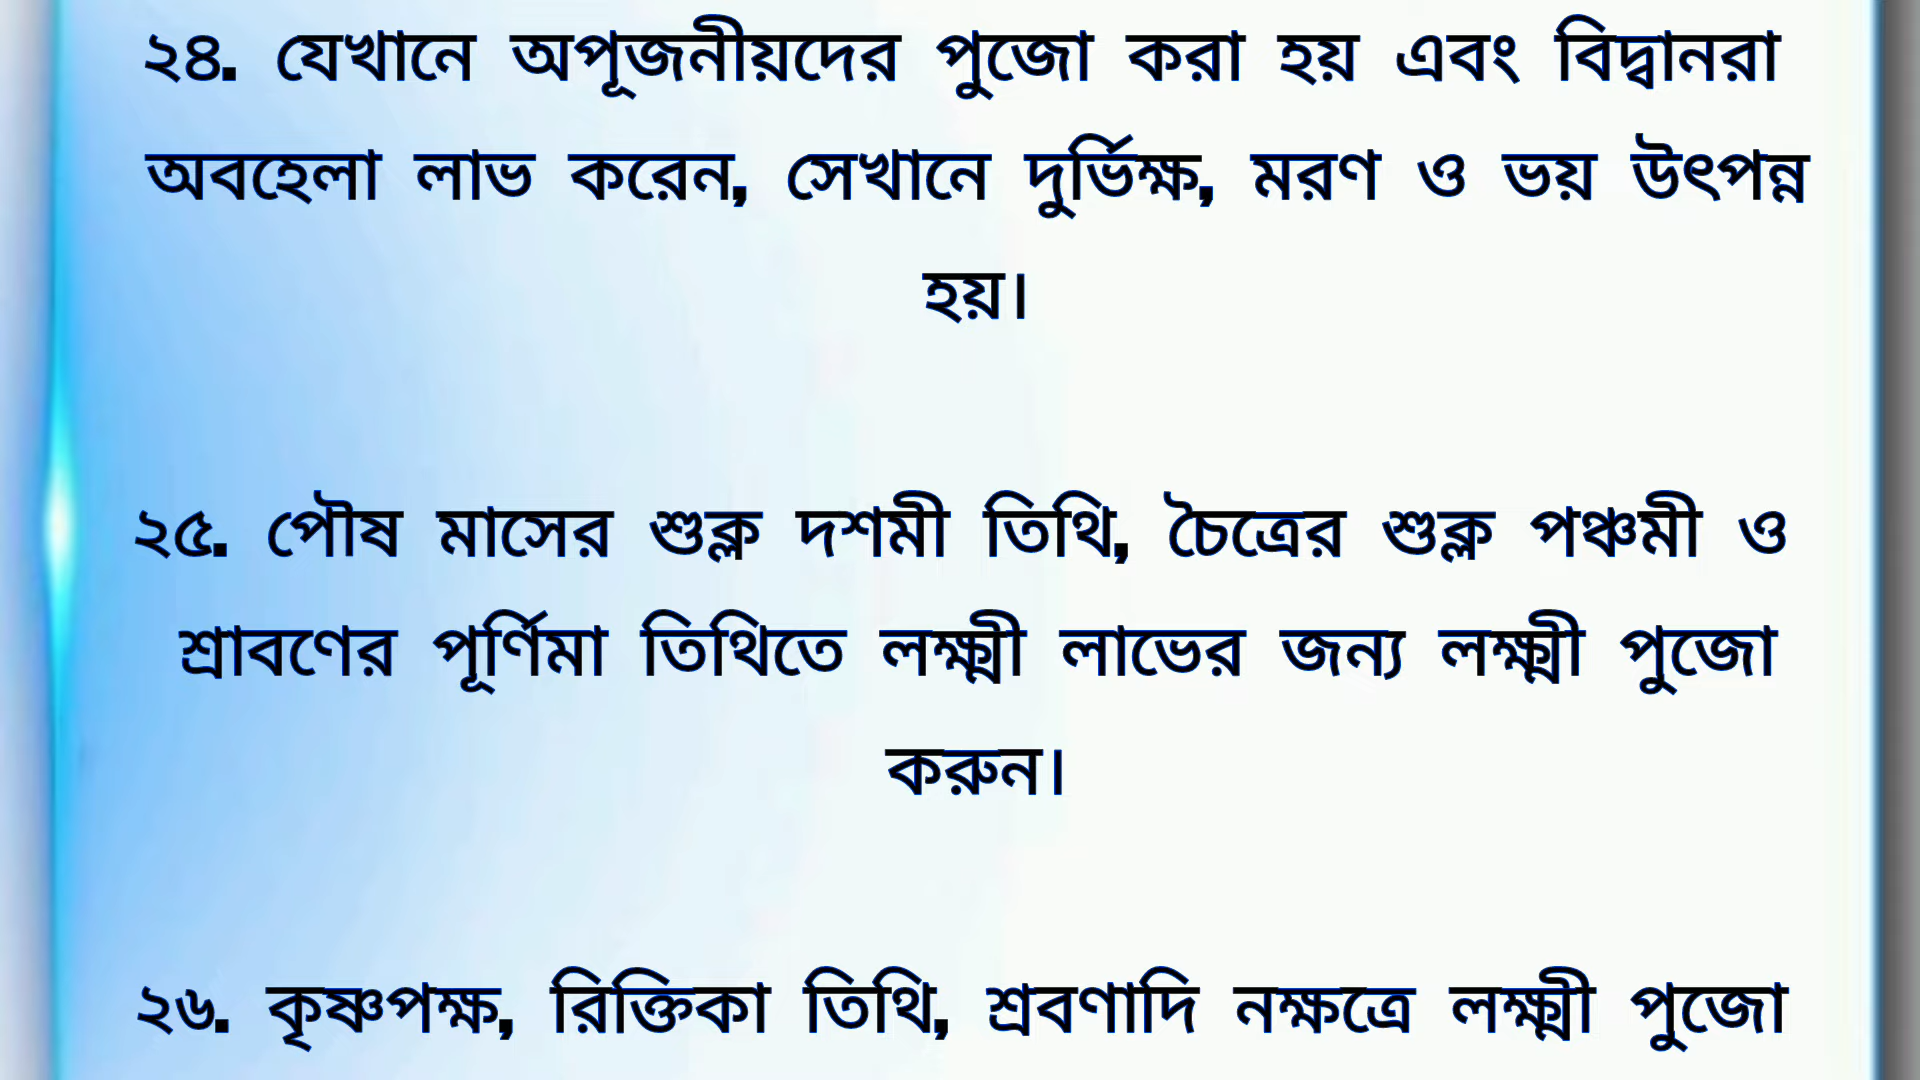 ২৪. যেখানে অপূজনীয়দের পুজো করা হয় এবং বিদ্বানরা
অবহেলা লাভ করেন, সেখানে দুর্ভিক্ষ, মরণ ও ভয় উৎপন্ন
হয়।
২৫. পৌষ মাসের শুক্ল দশমী তিথি, চৈত্রের শুক্ল পঞ্চমী ও
শ্রাবণের পূর্ণিমা তিথিতে লক্ষ্মী লাভের জন্য লক্ষ্মী পুজো
করুন।
২৬. কৃষ্ণপক্ষ, রিক্তিকা তিথি, শ্রবণাদি নক্ষত্রে লক্ষ্মী পুজো